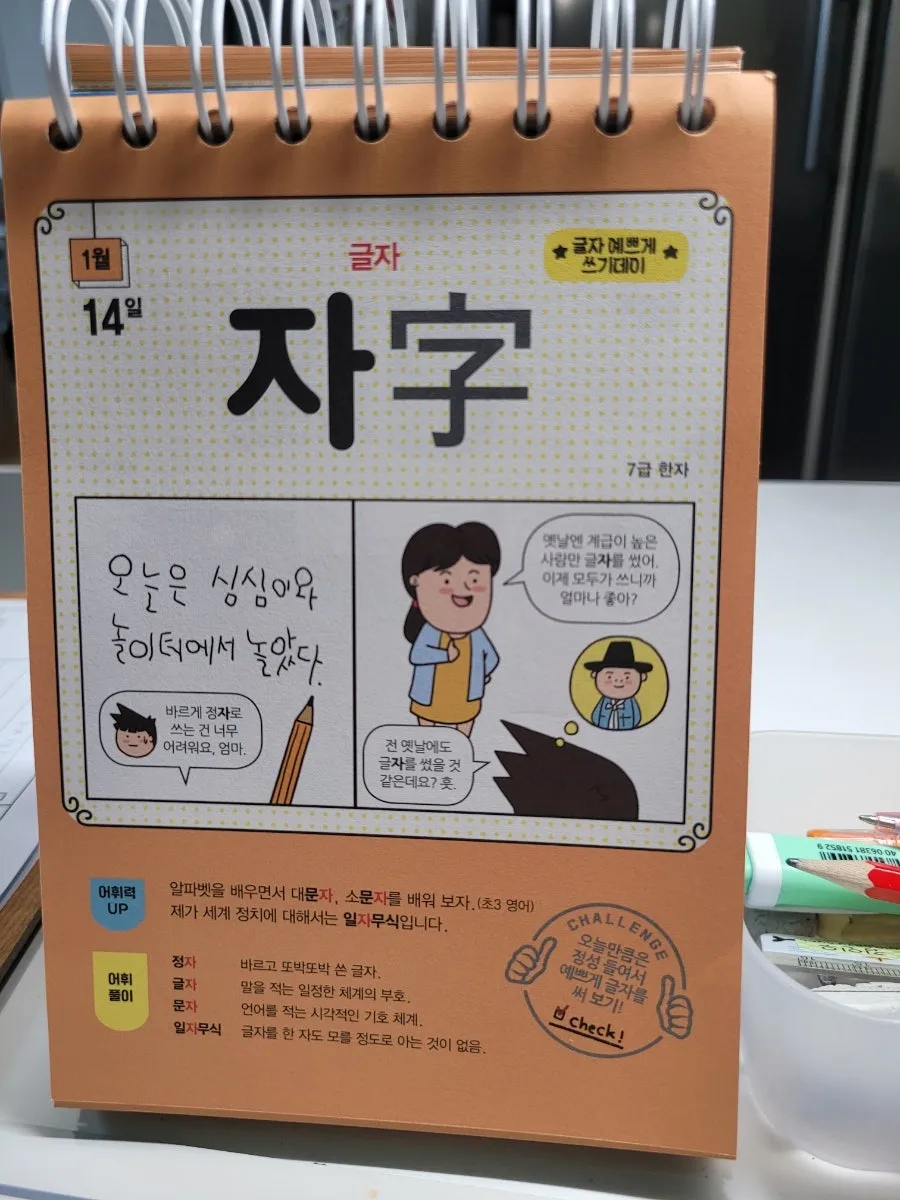 1월
14일
글자
★ 글자 예쁘게 ★
쓰기데이
자字
7급 한자
오늘은 심심이와
놀이터에서 놀았다.
바르게 정자로
쓰는 건 너무
어려워요, 엄마.
옛날엔 계급이 높은
사람만 글자를 썼어.
이제 모두가 쓰니까
얼마나 좋아?
전 옛날에도
글자를 썼을 것
같은데요? 훗.
어휘력
UP
알파벳을 배우면서 대문자, 소문자를 배워 보자.(초3 영어)
제가 세계 정치에 대해서는 일자무식입니다.
어휘
풀이
정자 바르고 또박또박 쓴 글자.
글자 말을 적는 일정한 체계의 부호.
문자 언어를 적는 시각적인 기호 체계.
일자무식 글자를 한 자도 모를 정도로 아는 것이 없음.
CHALLENGE
오늘만큼은
정성 들여서
예쁘게 글자를
써 보기!
check!
40 06381 51852 9